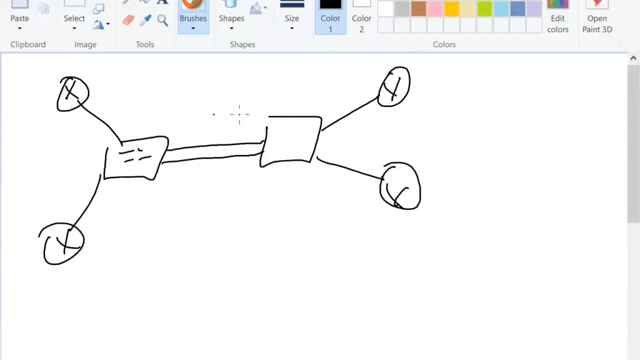 Paste
Select
Brushes
Shapes
Size
Color
1
Color
2
Edit
colors
Open
Paint 3D
Clipboard
Image
Tools
Shapes
Colors
A
X
X